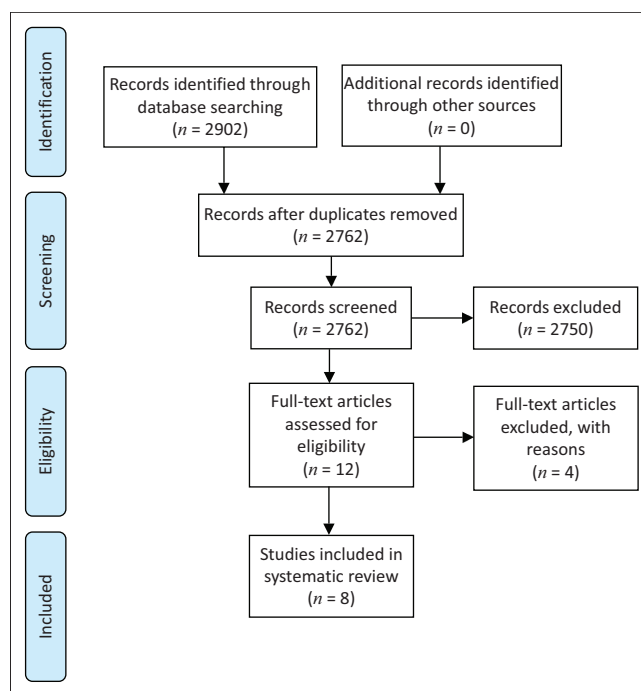 Identification
Records identified through
database searching
(n = 2902)
Additional records identified
through other sources
(n = 0)
Screening
Records after duplicates removed
(n = 2762)
Records screened
(n = 2762)
Records excluded
(n = 2750)
Eligibility
Full-text articles
assessed for
eligibility
(n = 12)
Full-text articles
excluded, with
reasons
(n = 4)
Included
Studies included in
systematic review
(n = 8)